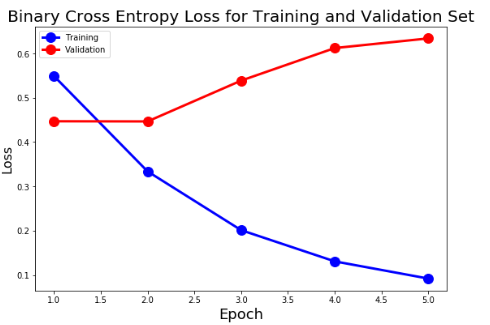 Binary Cross Entropy Loss for Training and Validation Set
Training
Validation
Loss
0.6
0.5
0.4
0.3
0.2
0.1
1.0 1.5 2.0 2.5 3.0 3.5 4.0 4.5 5.0
Epoch